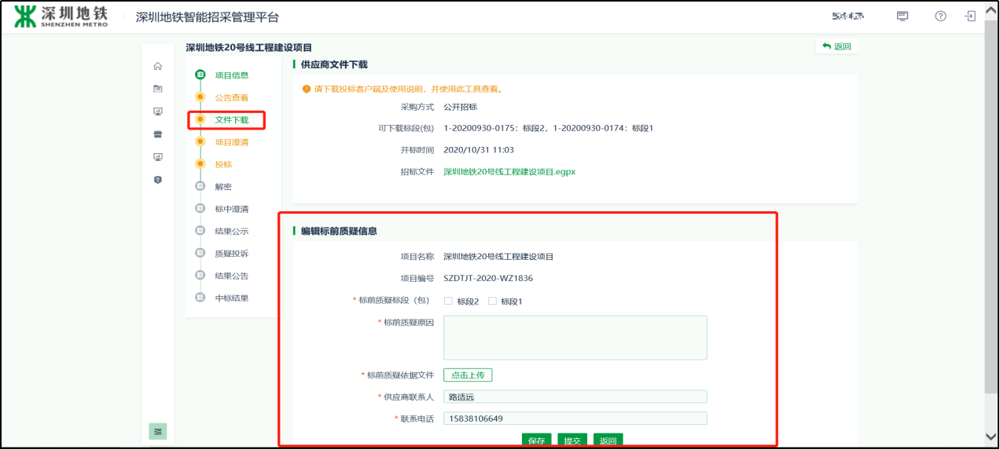 深圳地铁
SHENZHEN METRO
深圳地铁智能招采管理平台
深圳地铁20号线工程建设项目
返回
项目信息
公告查看
文件下载
项目澄清
投标
解密
标中澄清
结果公示
质疑投诉
结果公告
中标结果
供应商文件下载
请下载投标客户端及使用说明，并使用此工具查看。
采购方式 公开招标
可下载标段(包) 1-20200930-0175：标段2，1-20200930-0174：标段1
开标时间 2020/10/31 11:03
招标文件 深圳地铁20号线工程建设项目.egpx
编辑标前质疑信息
项目名称 深圳地铁20号线工程建设项目
项目编号 SZDTJT-2020-WZ1836
* 标前质疑标段（包） 标段2 标段1
* 标前质疑原因
* 标前质疑依据文件 点击上传
* 供应商联系人 路适远
* 联系电话 15838106649
保存 提交 返回